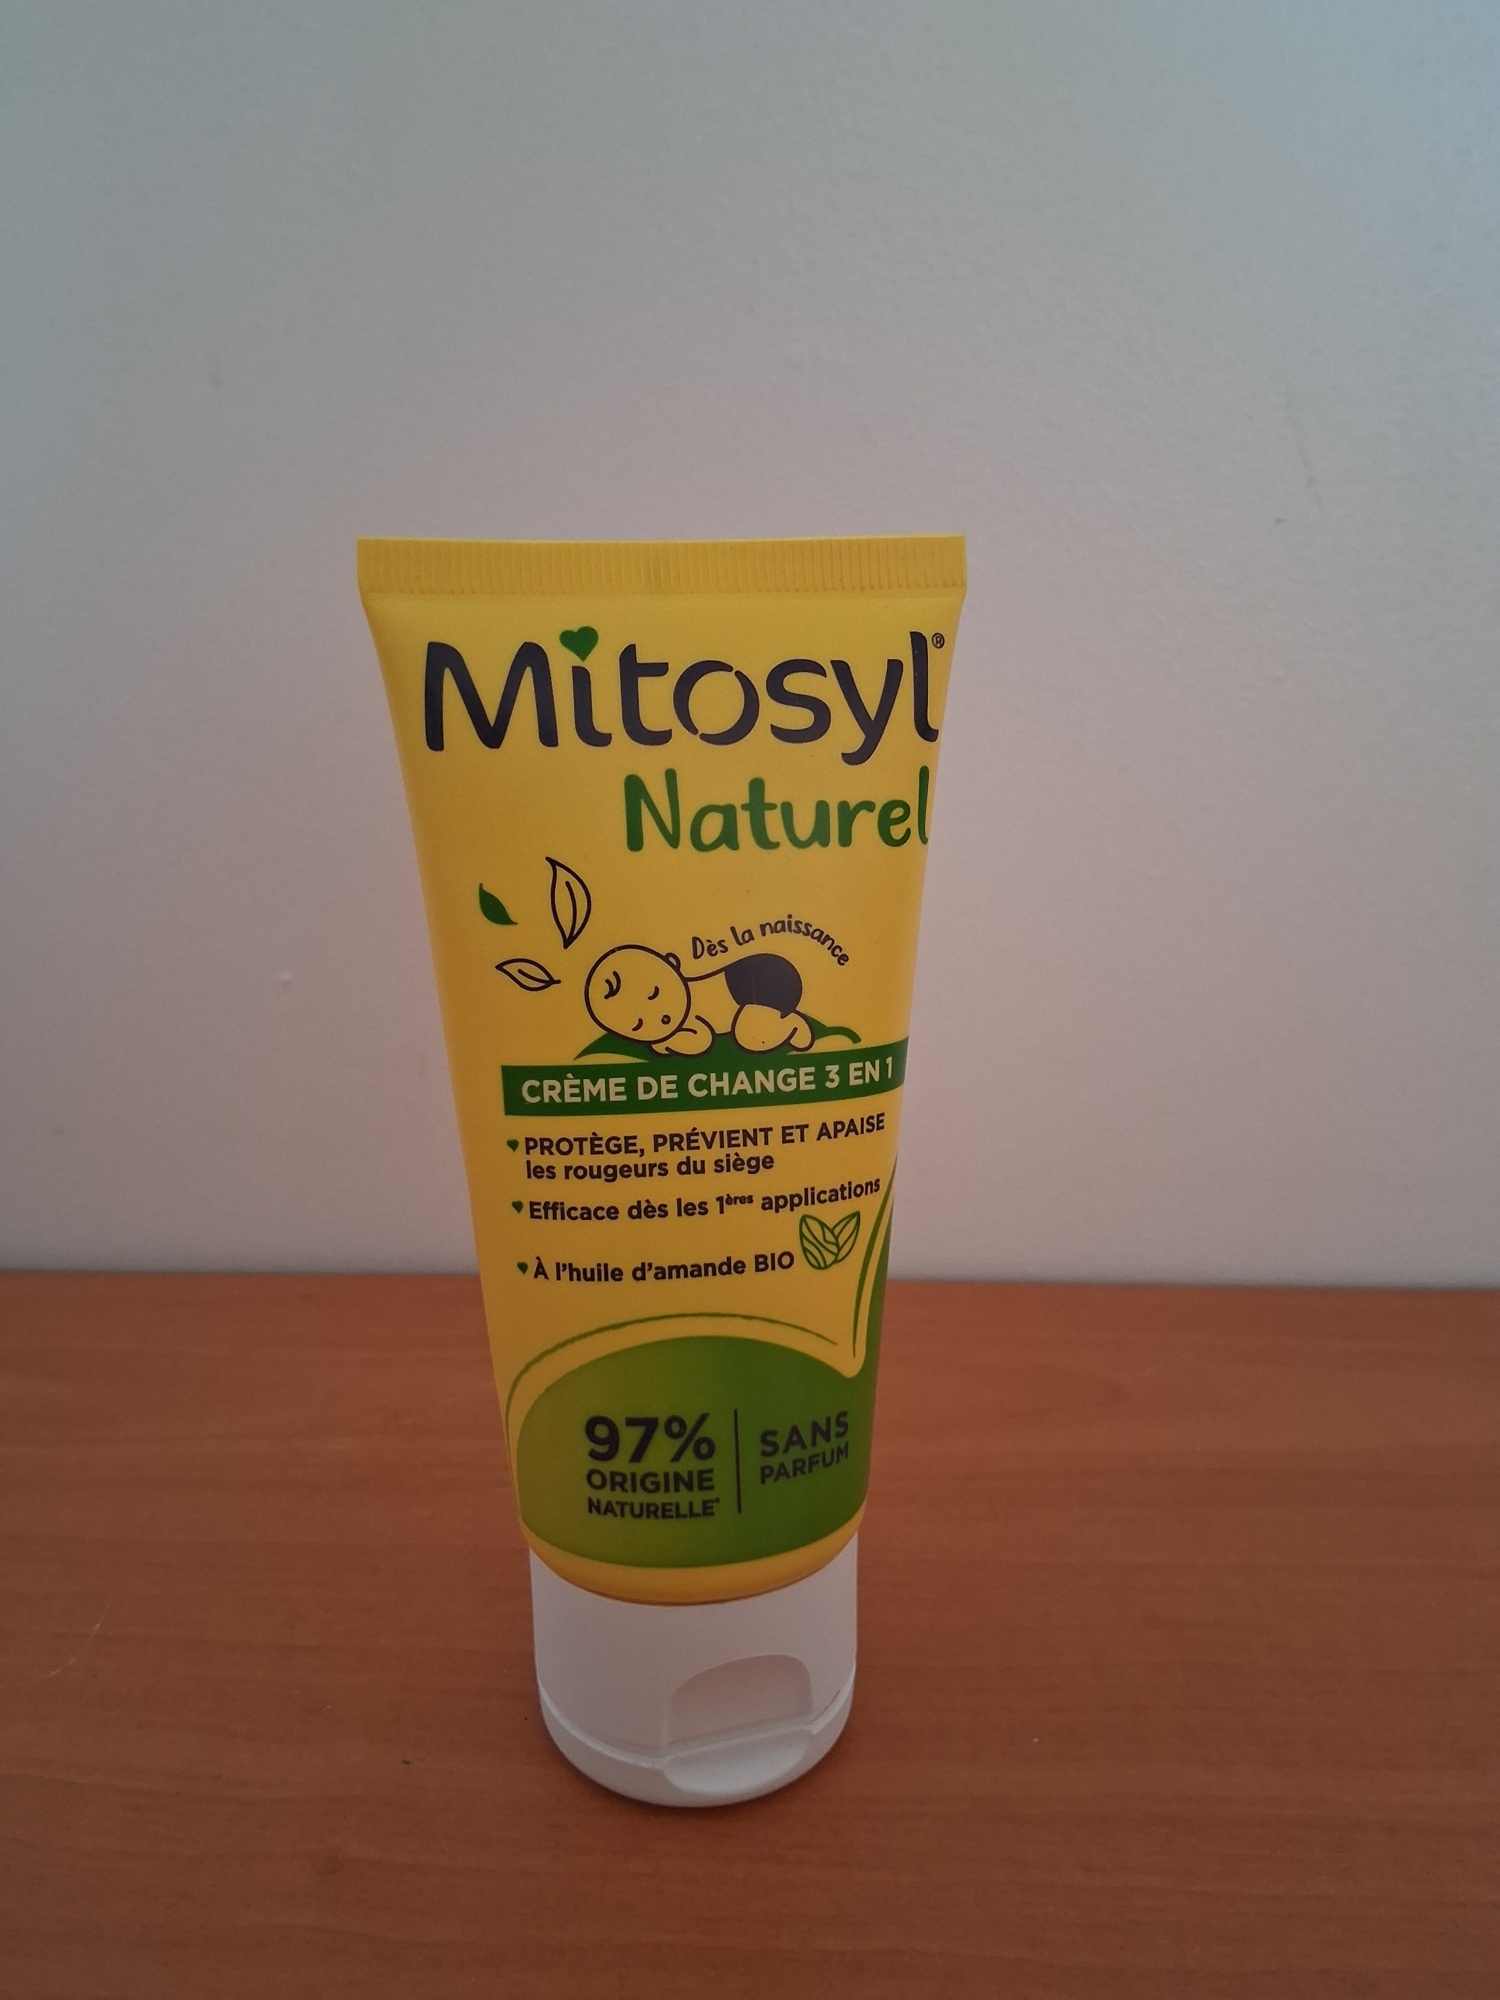 Mitosyl®
Naturel
Dès la naissance
CRÈME DE CHANGE 3 EN 1
PROTÈGE, PRÉVIENT ET APAISE
les rougeurs du siège
Efficace dès les 1ères applications
À l'huile d'amande BIO
97%
ORIGINE
NATURELLE*
SANS
PARFUM